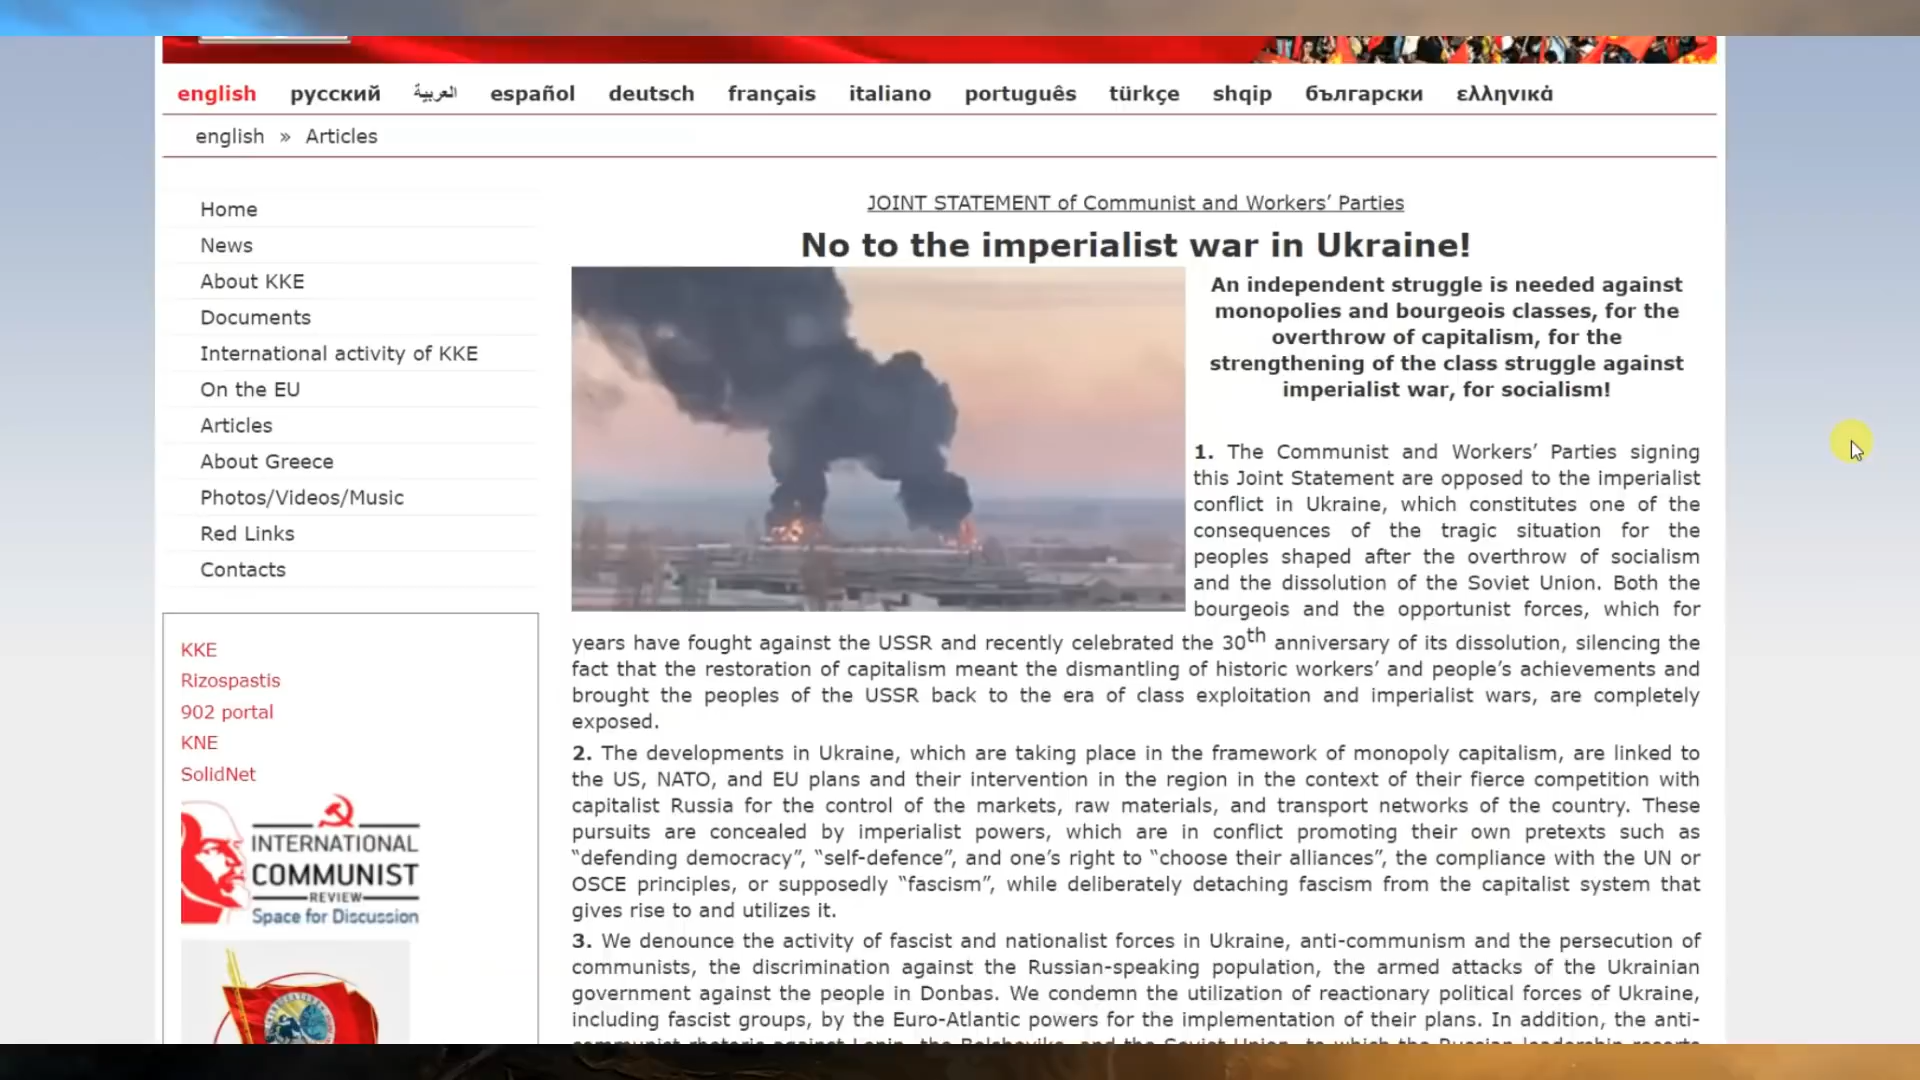 english русский العربية español deutsch français italiano português türkçe shqip български ελληνικά
english » Articles
Home
News
About KKE
Documents
International activity of KKE
On the EU
Articles
About Greece
Photos/Videos/Music
Red Links
Contacts
KKE
Rizospastis
902 portal
KNE
SolidNet
INTERNATIONAL
COMMUNIST
REVIEW
Space for Discussion
JOINT STATEMENT of Communist and Workers’ Parties
No to the imperialist war in Ukraine!
An independent struggle is needed against
monopolies and bourgeois classes, for the
overthrow of capitalism, for the
strengthening of the class struggle against
imperialist war, for socialism!
1. The Communist and Workers’ Parties signing
this Joint Statement are opposed to the imperialist
conflict in Ukraine, which constitutes one of the
consequences of the tragic situation for the
peoples shaped after the overthrow of socialism
and the dissolution of the Soviet Union. Both the
bourgeois and the opportunist forces, which for
years have fought against the USSR and recently celebrated the 30th anniversary of its dissolution, silencing the
fact that the restoration of capitalism meant the dismantling of historic workers’ and people’s achievements and
brought the peoples of the USSR back to the era of class exploitation and imperialist wars, are completely
exposed.
2. The developments in Ukraine, which are taking place in the framework of monopoly capitalism, are linked to
the US, NATO, and EU plans and their intervention in the region in the context of their fierce competition with
capitalist Russia for the control of the markets, raw materials, and transport networks of the country. These
pursuits are concealed by imperialist powers, which are in conflict promoting their own pretexts such as
“defending democracy”, “self-defence”, and one’s right to “choose their alliances”, the compliance with the UN or
OSCE principles, or supposedly “fascism”, while deliberately detaching fascism from the capitalist system that
gives rise to and utilizes it.
3. We denounce the activity of fascist and nationalist forces in Ukraine, anti-communism and the persecution of
communists, the discrimination against the Russian-speaking population, the armed attacks of the Ukrainian
government against the people in Donbas. We condemn the utilization of reactionary political forces of Ukraine,
including fascist groups, by the Euro-Atlantic powers for the implementation of their plans. In addition, the anti-
communist rhetoric against Lenin, the Bolsheviks, and the Soviet Union, to which the Russian leadership resorts